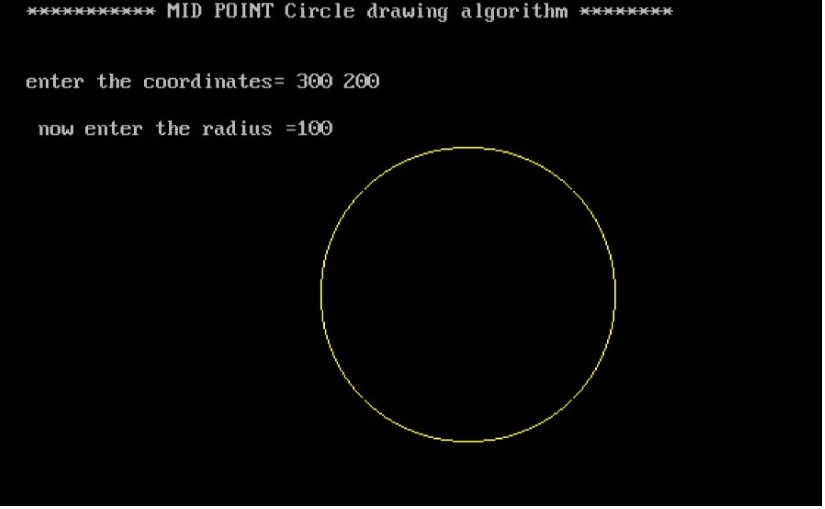 *********** MID POINT Circle drawing algorithm ********
enter the coordinates= 300 200
now enter the radius =100